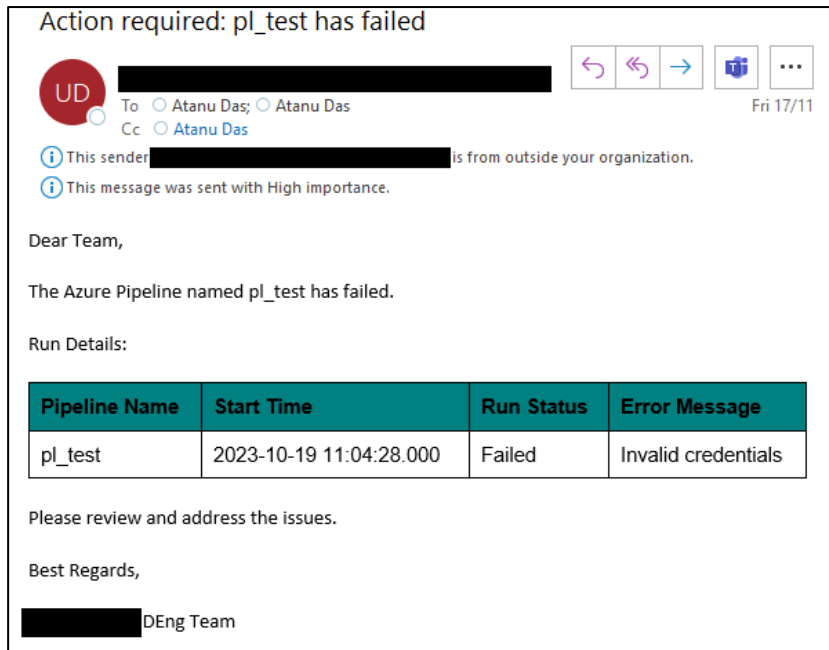 Action required: pl_test has failed
UD
To Atanu Das; Atanu Das
Fri 17/11
Cc Atanu Das
This sender is from outside your organization.
This message was sent with High importance.
Dear Team,
The Azure Pipeline named pl_test has failed.
Run Details:
Pipeline Name Start Time Run Status Error Message
pl_test 2023-10-19 11:04:28.000 Failed Invalid credentials
Please review and address the issues.
Best Regards,
DEng Team